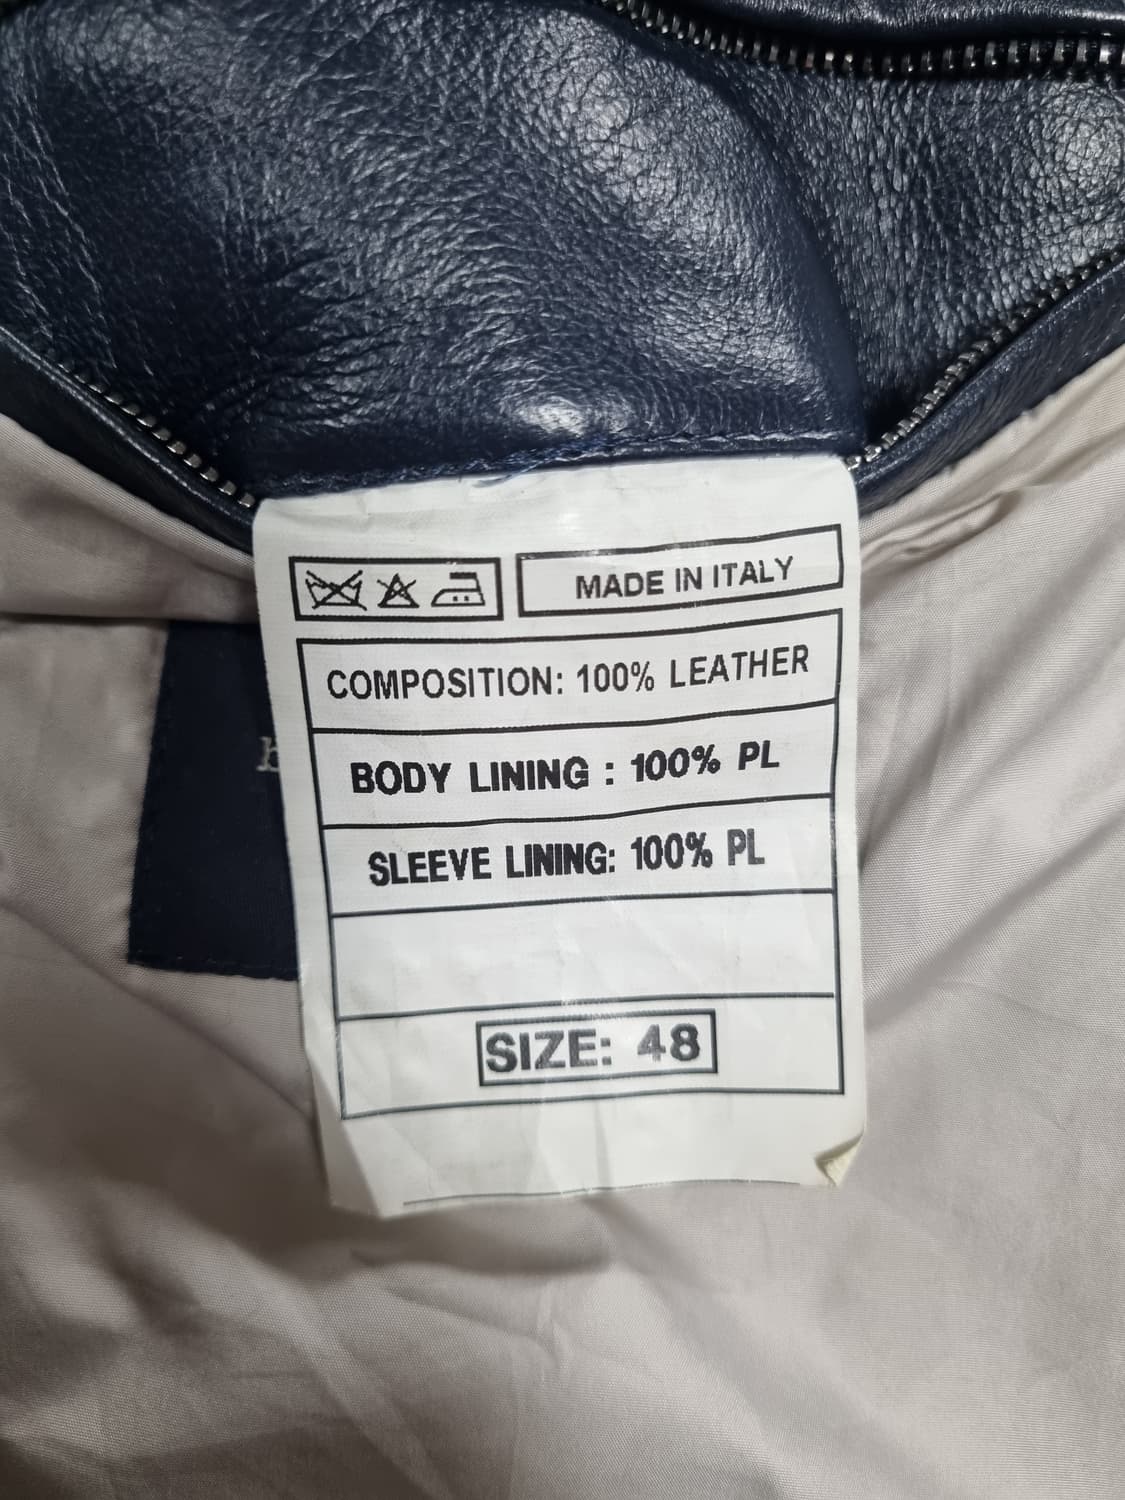 MADE IN ITALY
COMPOSITION: 100% LEATHER
BODY LINING : 100% PL
SLEEVE LINING: 100% PL
SIZE: 48